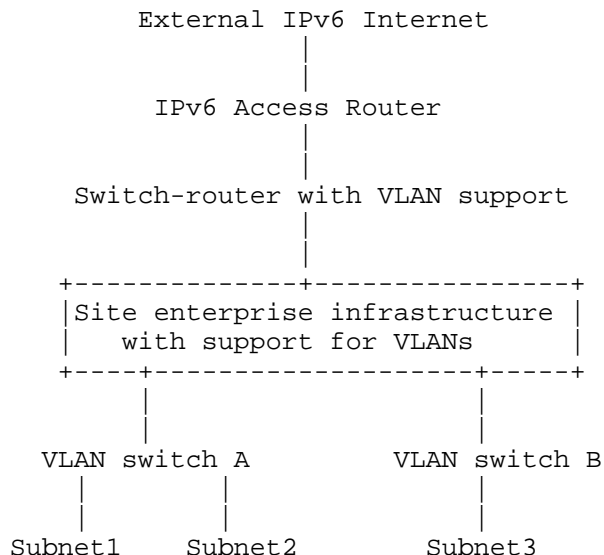 External IPv6 Internet
IPv6 Access Router
Switch-router with VLAN support
Site enterprise infrastructure
with support for VLANs
VLAN switch A VLAN switch B
Subnet1 Subnet2 Subnet3